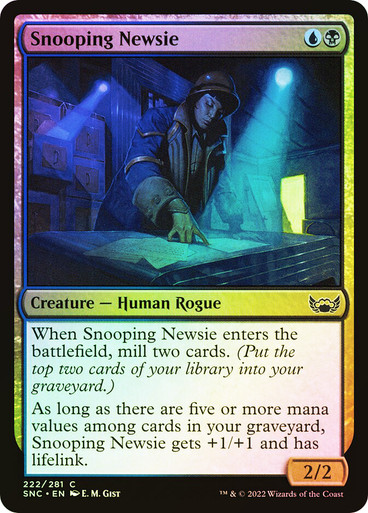 Snooping Newsie
Creature — Human Rogue
When Snooping Newsie enters the
battlefield, mill two cards. (Put the
top two cards of your library into your
graveyard.)
As long as there are five or more mana
values among cards in your graveyard,
Snooping Newsie gets +1/+1 and has
lifelink.
2/2
222/281 C
SNC • EN E. M. Gist
™ & © 2022 Wizards of the Coast